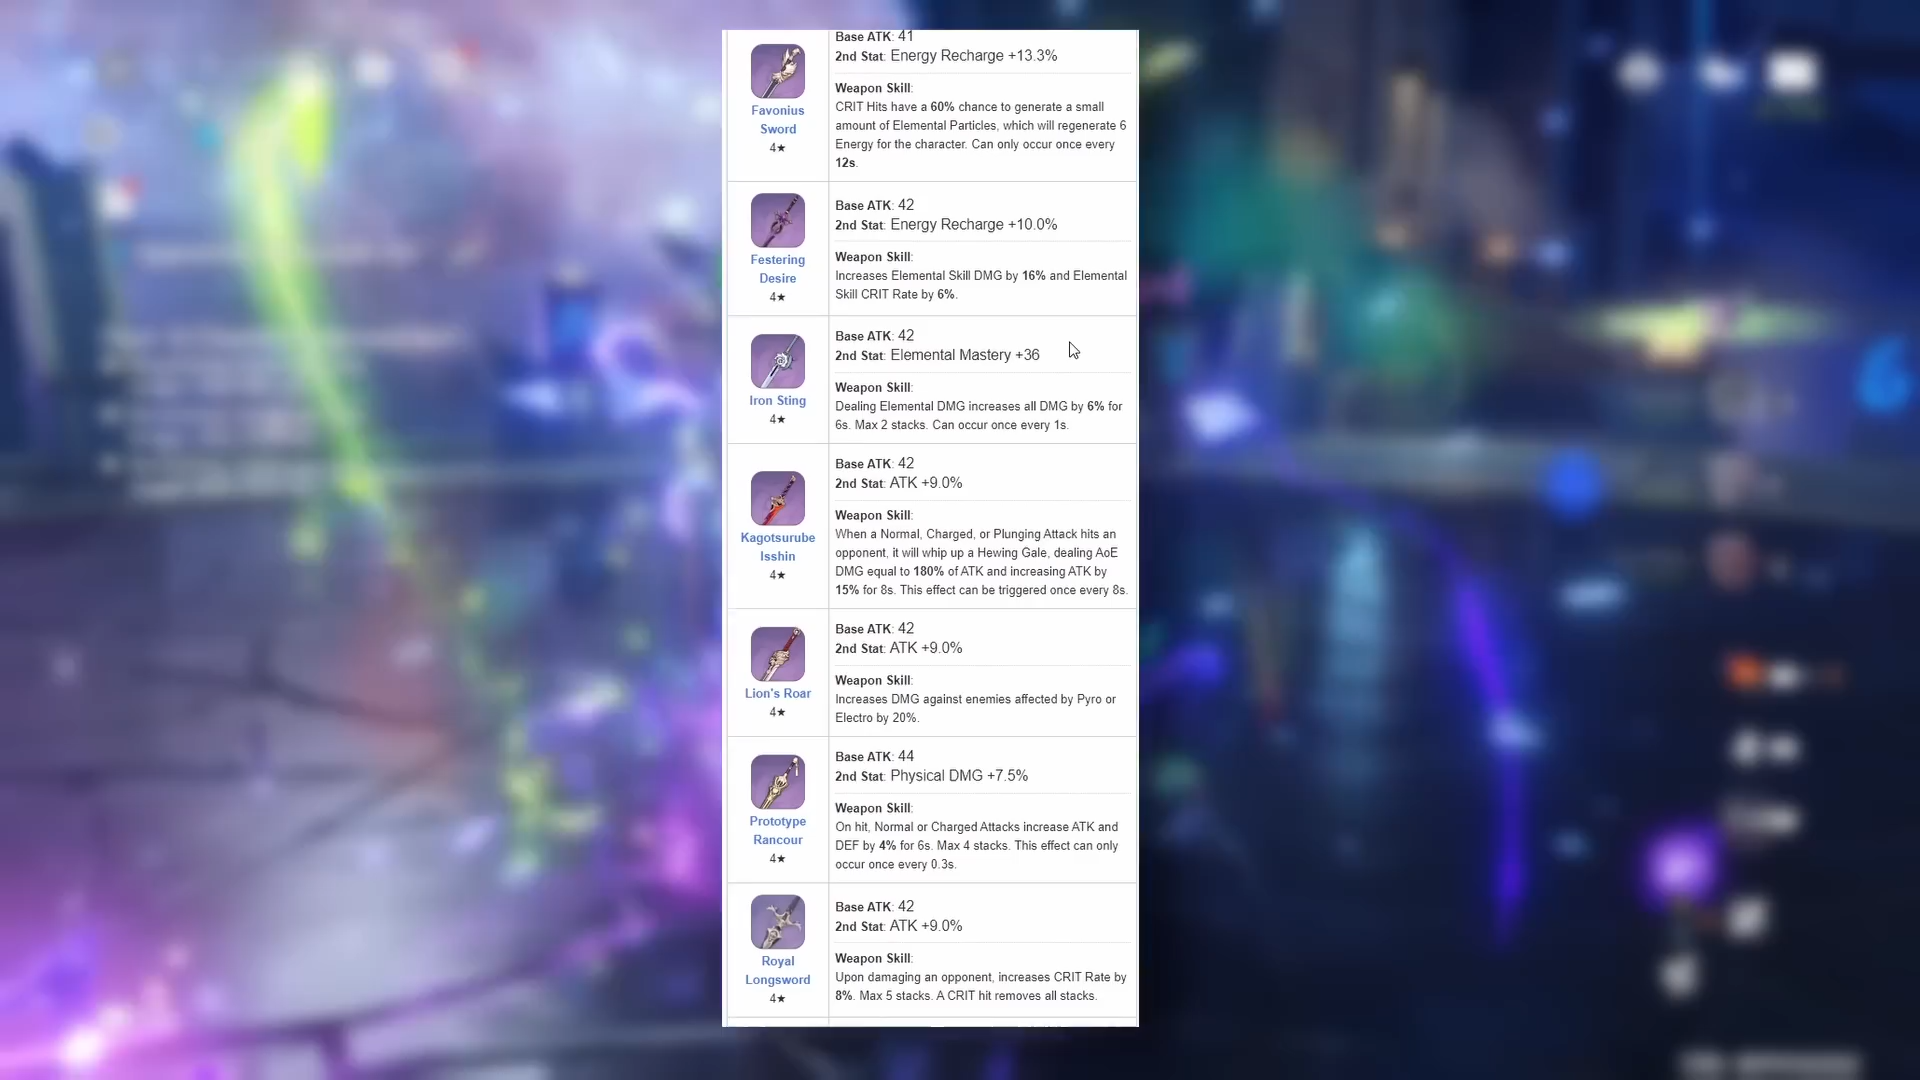 Base ATK: 41
2nd Stat: Energy Recharge +13.3%
Favonius
Sword
4★
Weapon Skill:
CRIT Hits have a 60% chance to generate a small
amount of Elemental Particles, which will regenerate 6
Energy for the character. Can only occur once every
12s.
Base ATK: 42
2nd Stat: Energy Recharge +10.0%
Festering
Desire
4★
Weapon Skill:
Increases Elemental Skill DMG by 16% and Elemental
Skill CRIT Rate by 6%.
Base ATK: 42
2nd Stat: Elemental Mastery +36
Iron Sting
4★
Weapon Skill:
Dealing Elemental DMG increases all DMG by 6% for
6s. Max 2 stacks. Can occur once every 1s.
Base ATK: 42
2nd Stat: ATK +9.0%
Kagotsurube
Isshin
4★
Weapon Skill:
When a Normal, Charged, or Plunging Attack hits an
opponent, it will whip up a Hewing Gale, dealing AoE
DMG equal to 180% of ATK and increasing ATK by
15% for 8s. This effect can be triggered once every 8s.
Base ATK: 42
2nd Stat: ATK +9.0%
Lion's Roar
4★
Weapon Skill:
Increases DMG against enemies affected by Pyro or
Electro by 20%.
Base ATK: 44
2nd Stat: Physical DMG +7.5%
Prototype
Rancour
4★
Weapon Skill:
On hit, Normal or Charged Attacks increase ATK and
DEF by 4% for 6s. Max 4 stacks. This effect can only
occur once every 0.3s.
Base ATK: 42
2nd Stat: ATK +9.0%
Royal
Longsword
4★
Weapon Skill:
Upon damaging an opponent, increases CRIT Rate by
8%. Max 5 stacks. A CRIT hit removes all stacks.